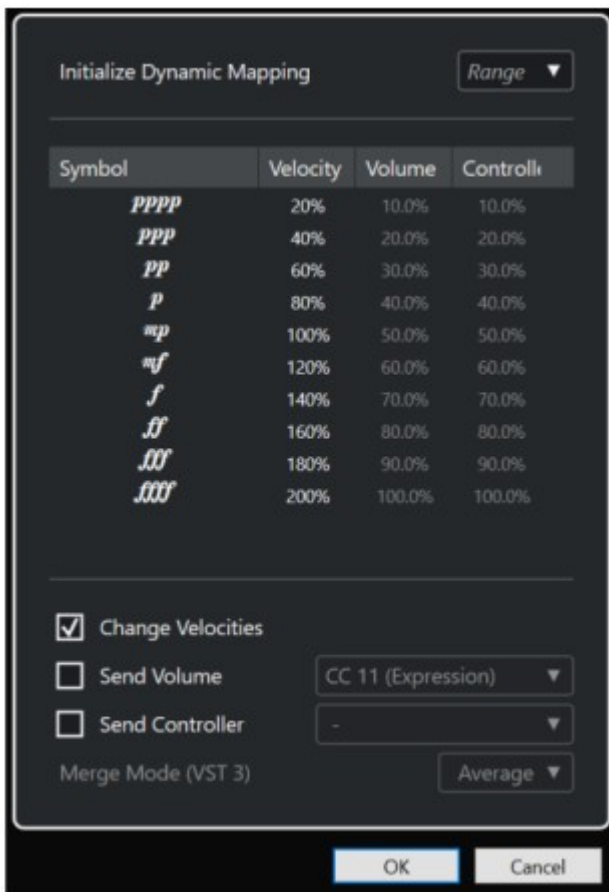 Initialize Dynamic Mapping Range
Symbol Velocity Volume Controlle
pppp 20% 10.0% 10.0%
ppp 40% 20.0% 20.0%
pp 60% 30.0% 30.0%
p 80% 40.0% 40.0%
mp 100% 50.0% 50.0%
mf 120% 60.0% 60.0%
f 140% 70.0% 70.0%
ff 160% 80.0% 80.0%
fff 180% 90.0% 90.0%
ffff 200% 100.0% 100.0%
Change Velocities
Send Volume CC 11 (Expression)
Send Controller -
Merge Mode (VST 3) Average
OK Cancel